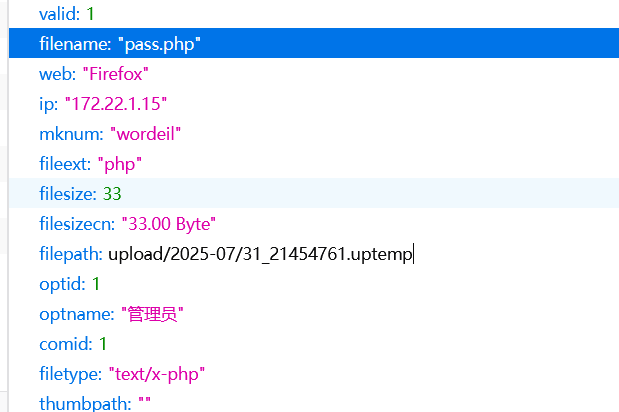 valid: 1
filename: "pass.php"
web: "Firefox"
ip: "172.22.1.15"
mknum: "wordeil"
fileext: "php"
filesize: 33
filesizecn: "33.00 Byte"
filepath: upload/2025-07/31_21454761.uptemp
optid: 1
optname: "管理员"
comid: 1
filetype: "text/x-php"
thumbpath: ""